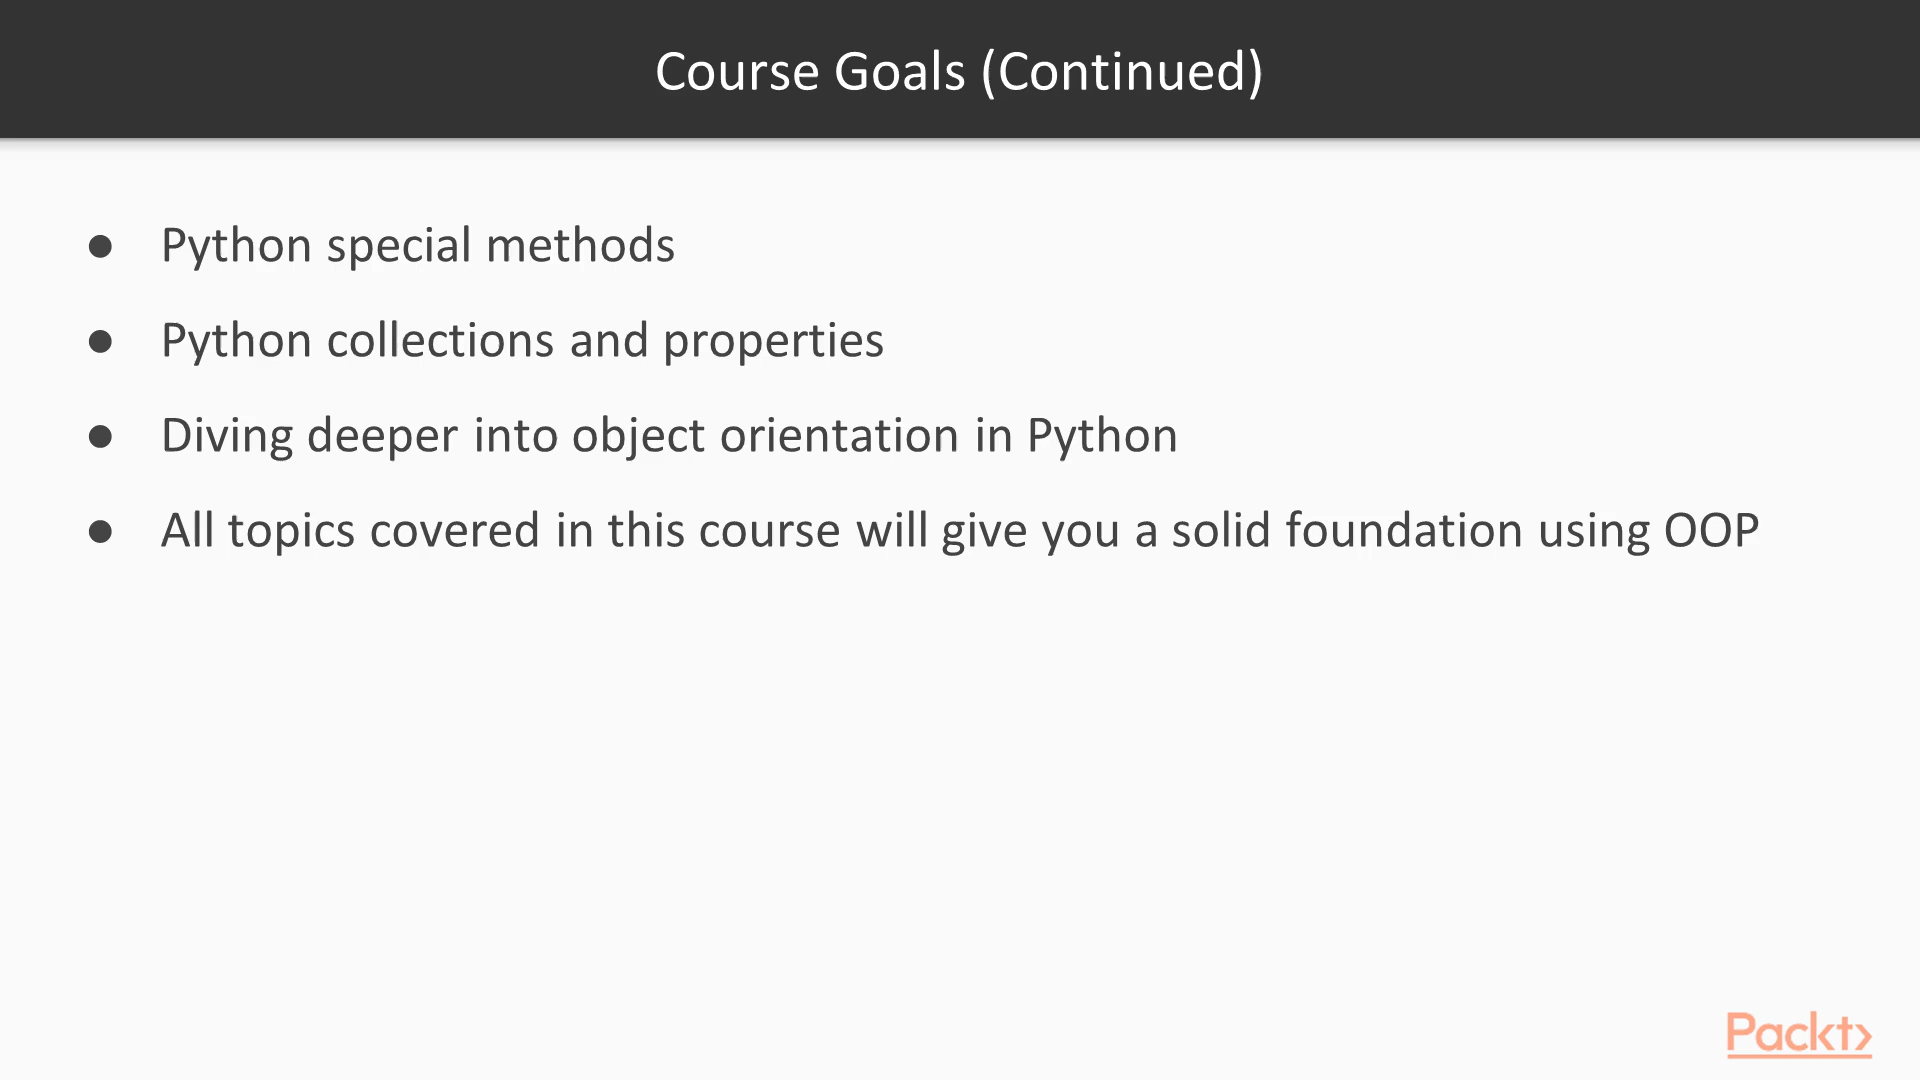 Course Goals (Continued)
● Python special methods
● Python collections and properties
● Diving deeper into object orientation in Python
● All topics covered in this course will give you a solid foundation using OOP
Packt>